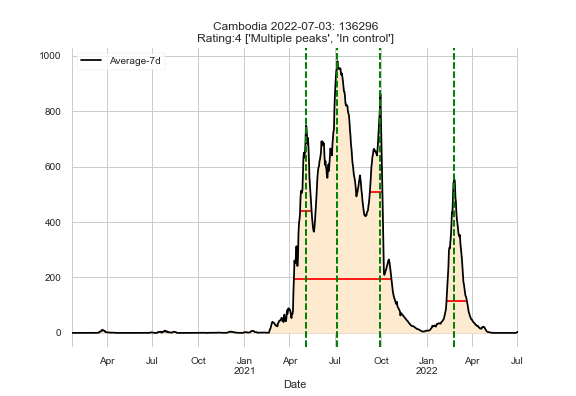 Cambodia 2022-07-03: 136296
Rating:4 ['Multiple peaks', 'In control']
Average-7d
1000
800
600
400
200
0
Apr Jul Oct Jan Apr Jul Oct Jan Apr Jul
2021 2022
Date